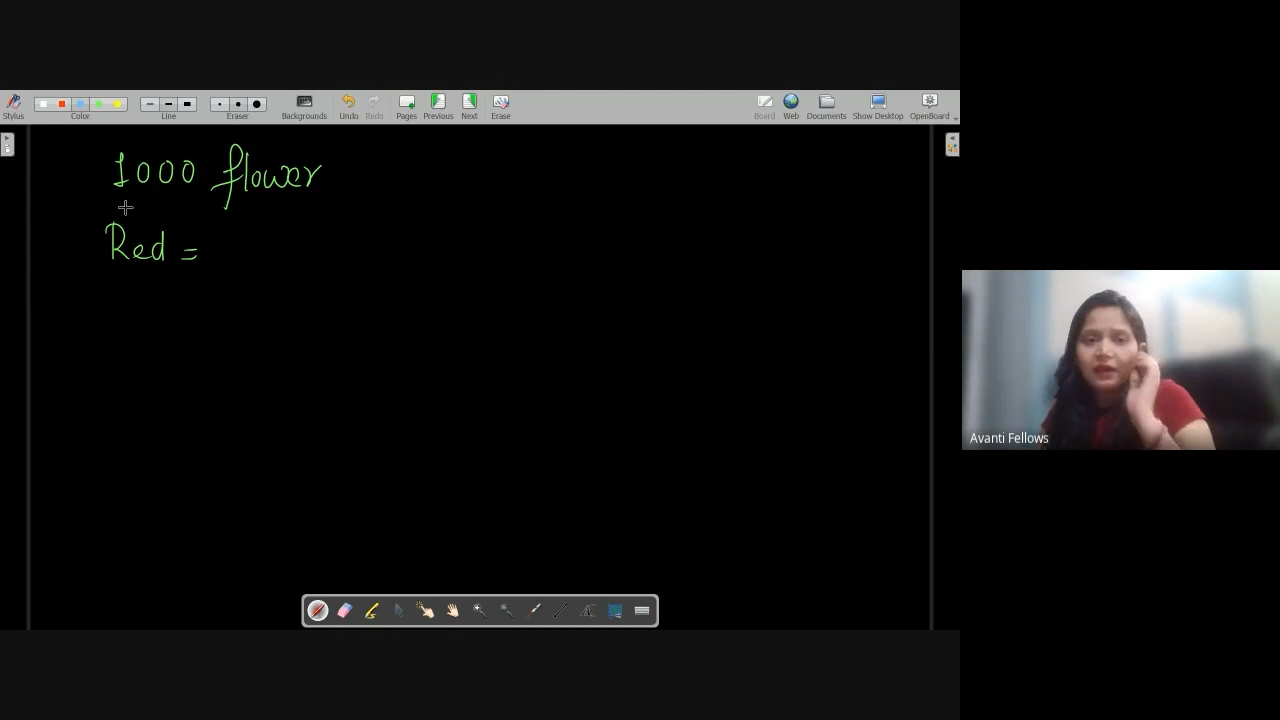 Stylus
Color
Line
Eraser
Backgrounds
Undo
Redo
Pages
Previous
Next
Erase
Board
Web
Documents
Show Desktop
OpenBoard
1000 flower
Red =
Avanti Fellows